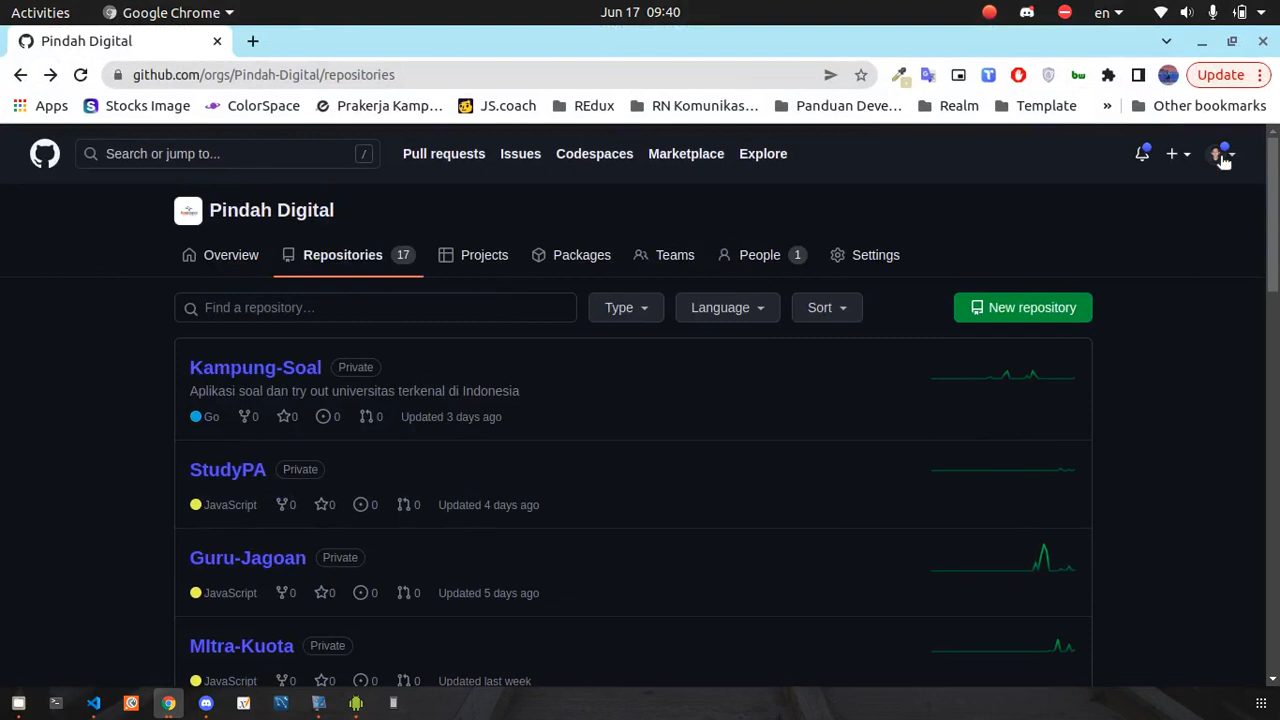 Activities Google Chrome Jun 17 09:40 en
Pindah Digital
github.com/orgs/Pindah-Digital/repositories Update
Apps Stocks Image ColorSpace Prakerja Kamp... JS.coach REdux RN Komunikas... Panduan Deve... Realm Template » Other bookmarks
Search or jump to... / Pull requests Issues Codespaces Marketplace Explore
Pindah Digital
Overview Repositories 17 Projects Packages Teams People 1 Settings
Find a repository... Type Language Sort New repository
Kampung-Soal Private
Aplikasi soal dan try out universitas terkenal di Indonesia
Go 0 0 0 0 Updated 3 days ago
StudyPA Private
JavaScript 0 0 0 0 Updated 4 days ago
Guru-Jagoan Private
JavaScript 0 0 0 0 Updated 5 days ago
MItra-Kuota Private
JavaScript 0 0 0 0 Updated last week